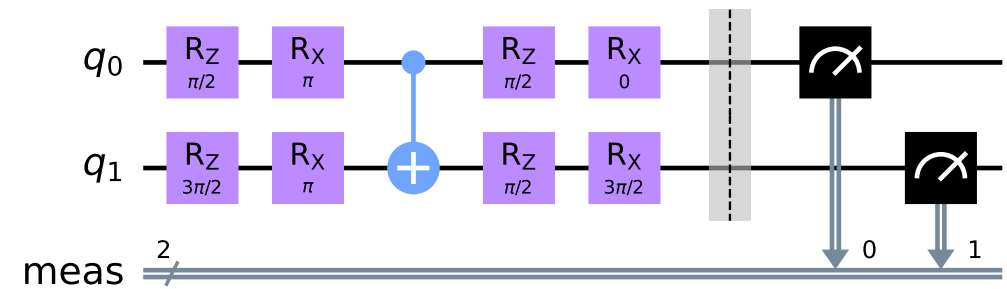 q0 RZ π/2 RX π RZ π/2 RX 0
q1 RZ 3π/2 RX π RZ π/2 RX 3π/2
meas 2 0 1